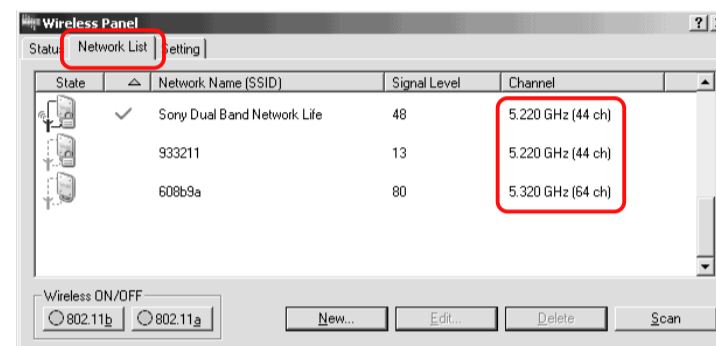 Wireless Panel ?
Status Network List Setting
State Network Name (SSID) Signal Level Channel
Sony Dual Band Network Life 48 5.220 GHz (44 ch)
933211 13 5.220 GHz (44 ch)
608b9a 80 5.320 GHz (64 ch)
Wireless ON/OFF
802.11b 802.11a New... Edit... Delete Scan